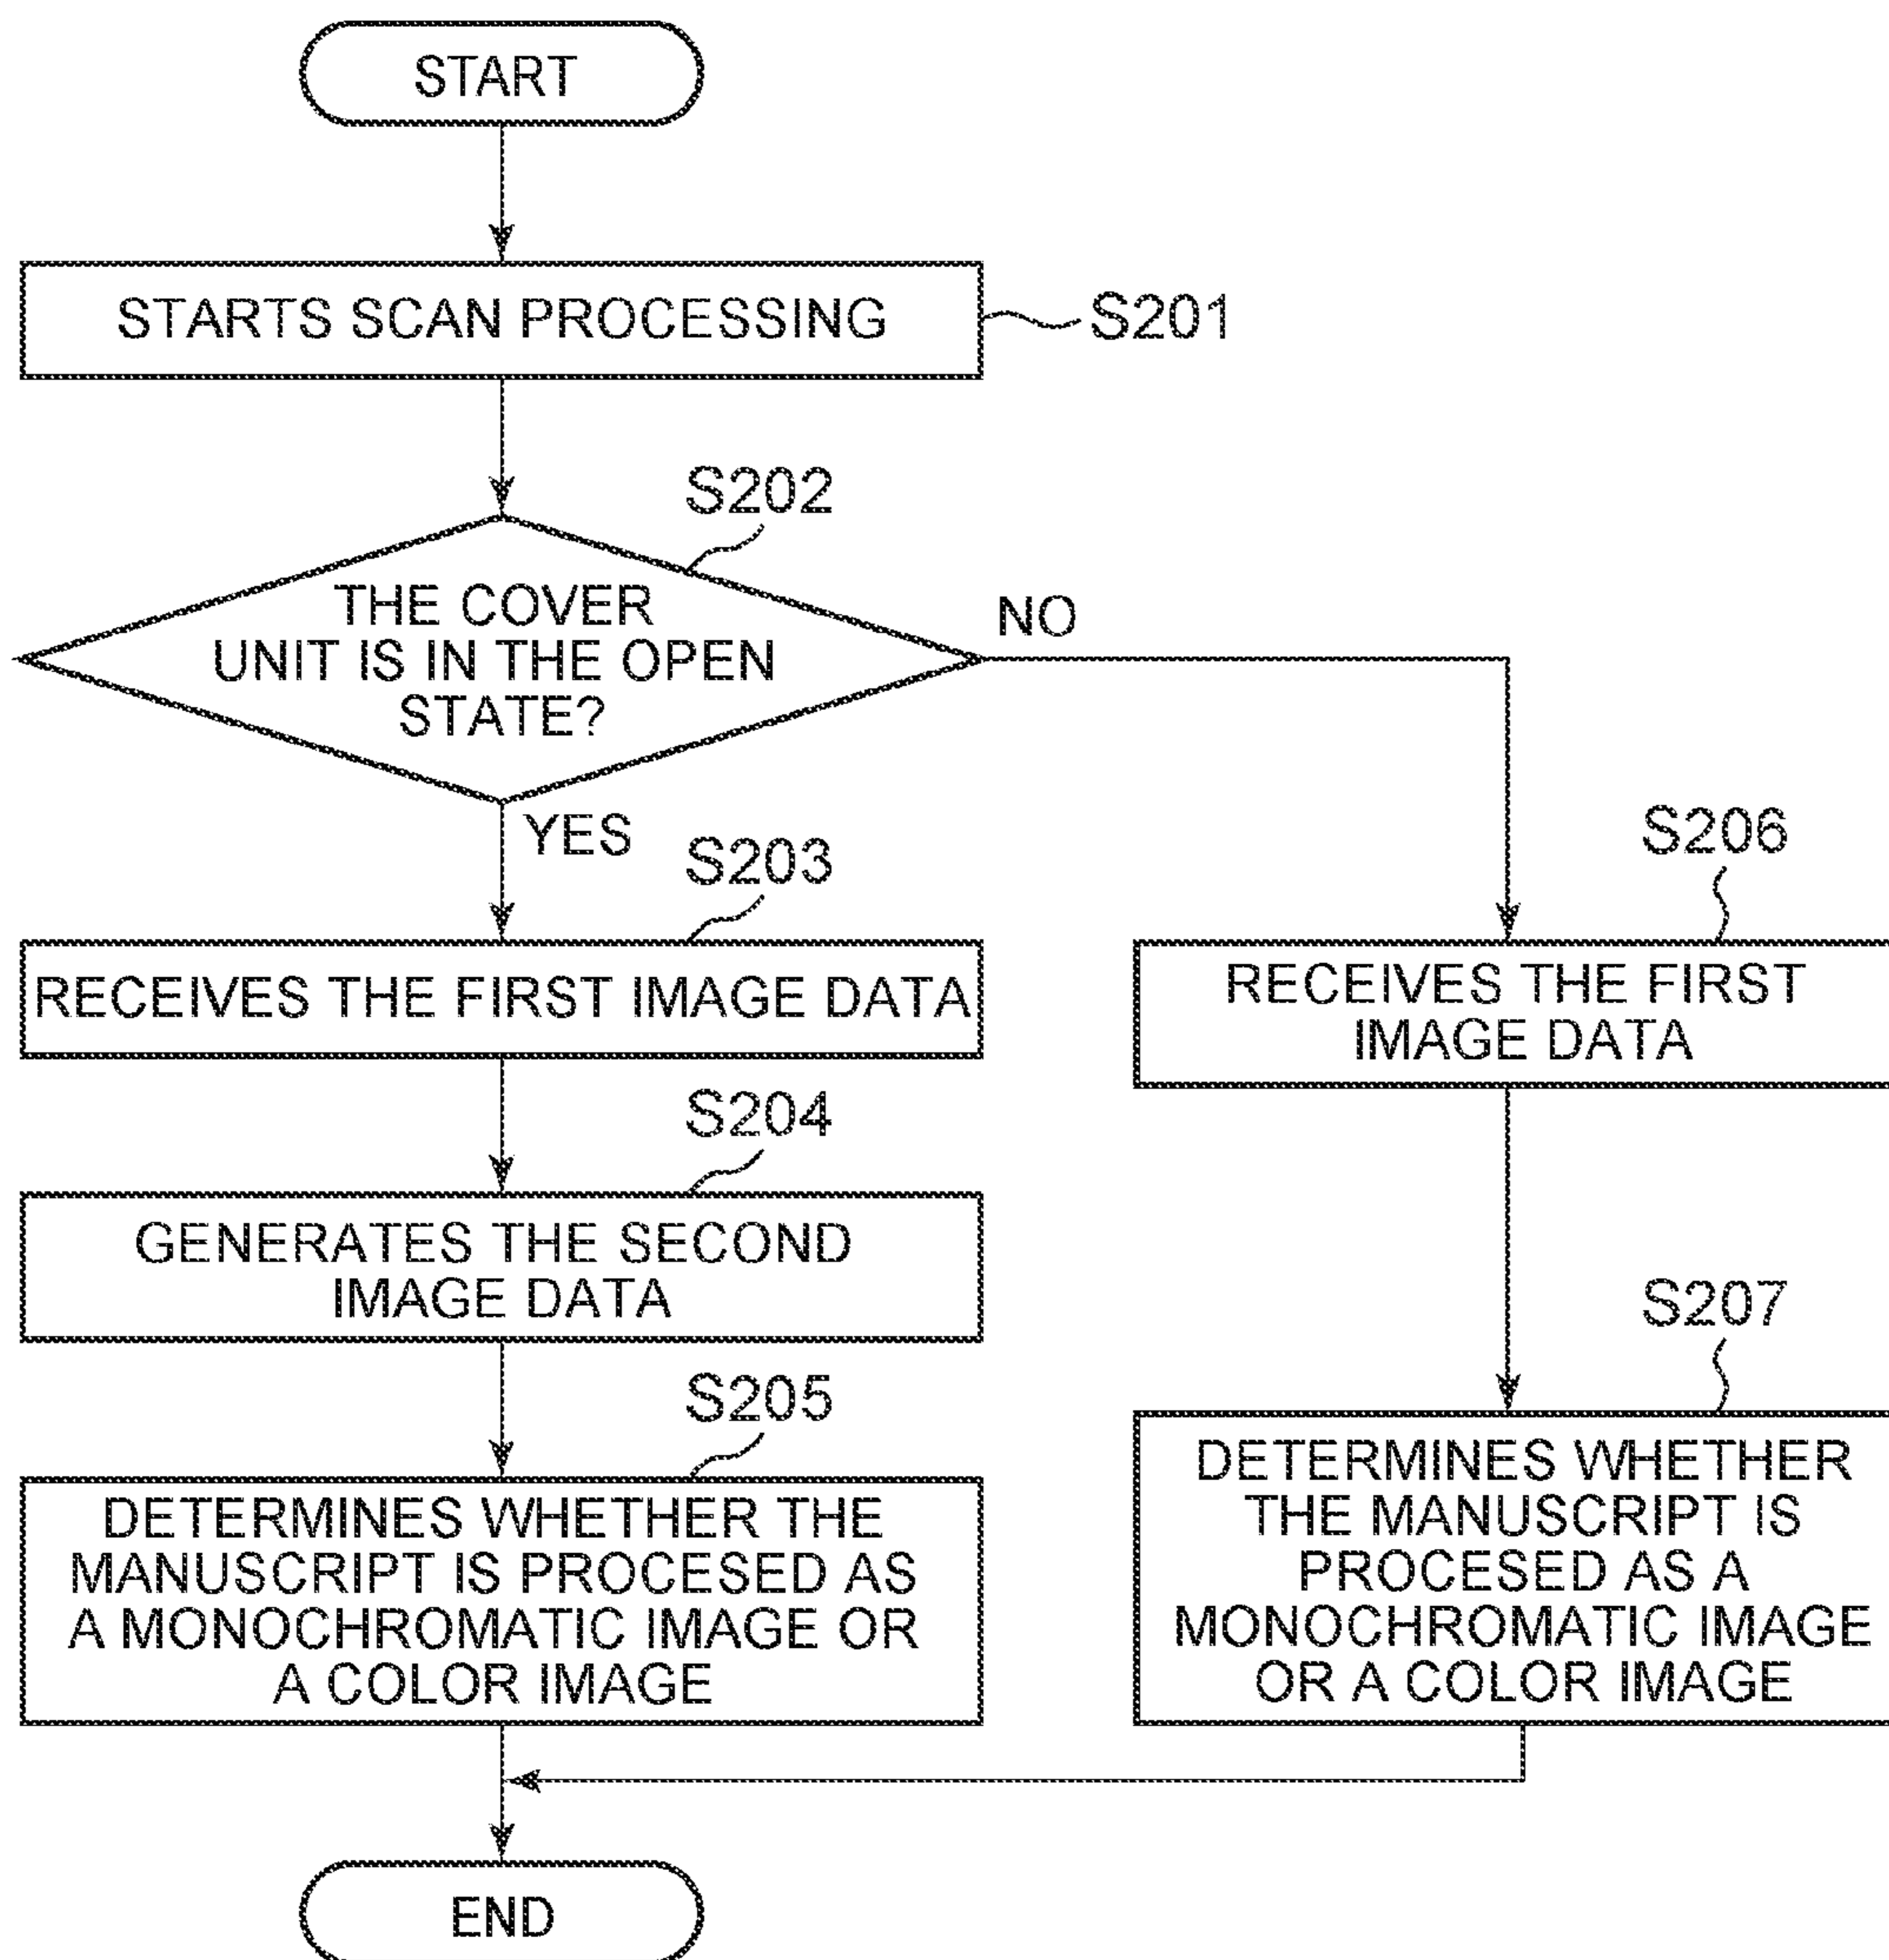 START
STARTS SCAN PROCESSING
S201
S202
THE COVER
UNIT IS IN THE OPEN
STATE?
NO
YES
S203
RECEIVES THE FIRST IMAGE DATA
S204
GENERATES THE SECOND
IMAGE DATA
S205
DETERMINES WHETHER THE
MANUSCRIPT IS PROCESED AS
A MONOCHROMATIC IMAGE OR
A COLOR IMAGE
S206
RECEIVES THE FIRST
IMAGE DATA
S207
DETERMINES WHETHER
THE MANUSCRIPT IS
PROCESED AS A
MONOCHROMATIC IMAGE
OR A COLOR IMAGE
END